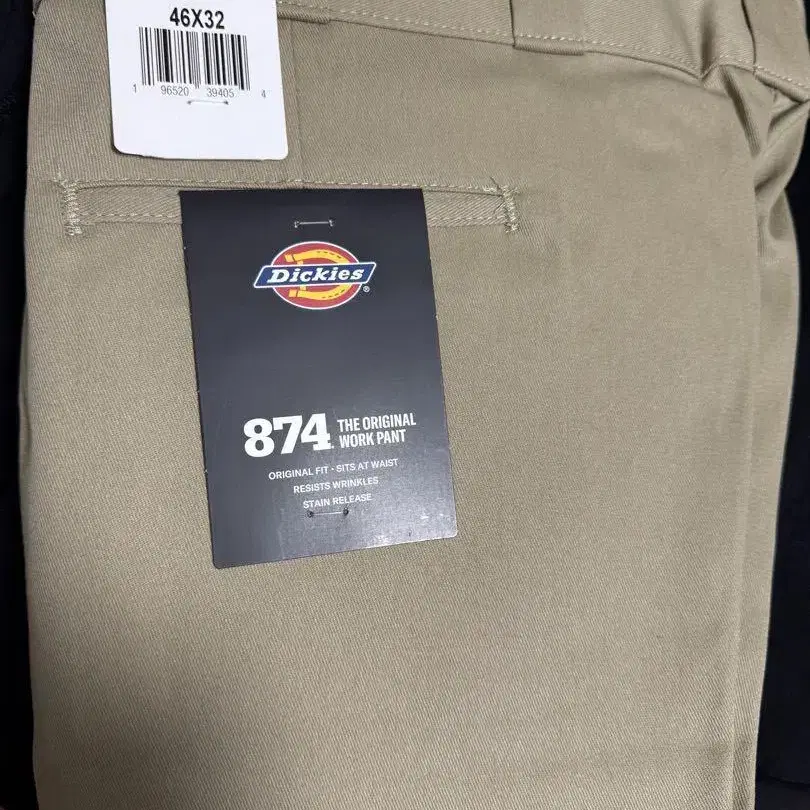 46X32
1 96520 39405 4
Dickies®
874® THE ORIGINAL
WORK PANT
ORIGINAL FIT · SITS AT WAIST
RESISTS WRINKLES
STAIN RELEASE